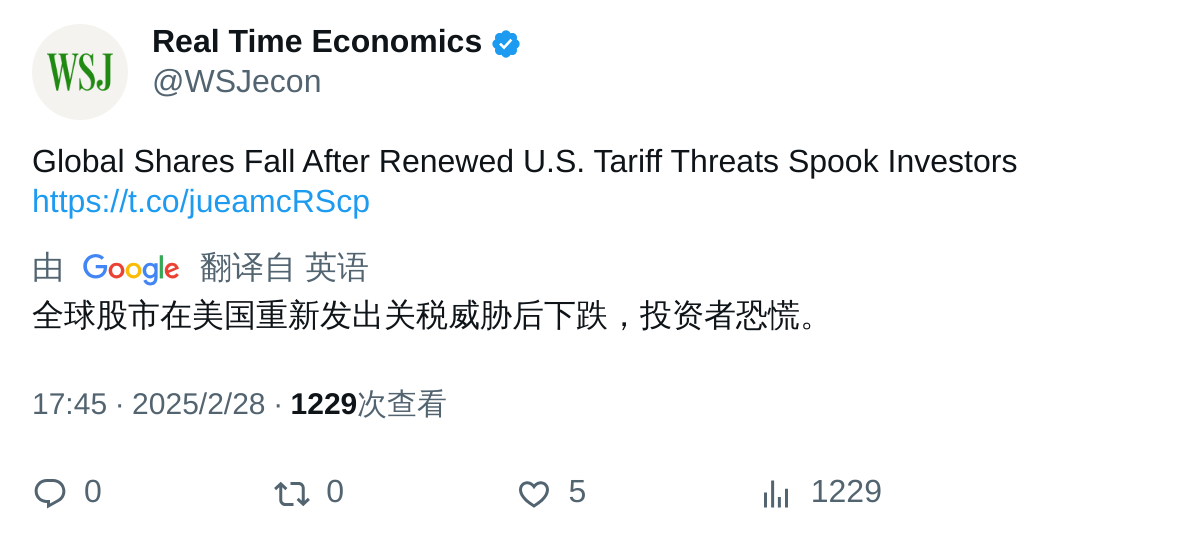 WSJ
Real Time Economics
@WSJecon
Global Shares Fall After Renewed U.S. Tariff Threats Spook Investors
https://t.co/jueamcRScp
由 Google 翻译自 英语
全球股市在美国重新发出关税威胁后下跌，投资者恐慌。
17:45 · 2025/2/28 · 1229次查看
0 0 5 1229